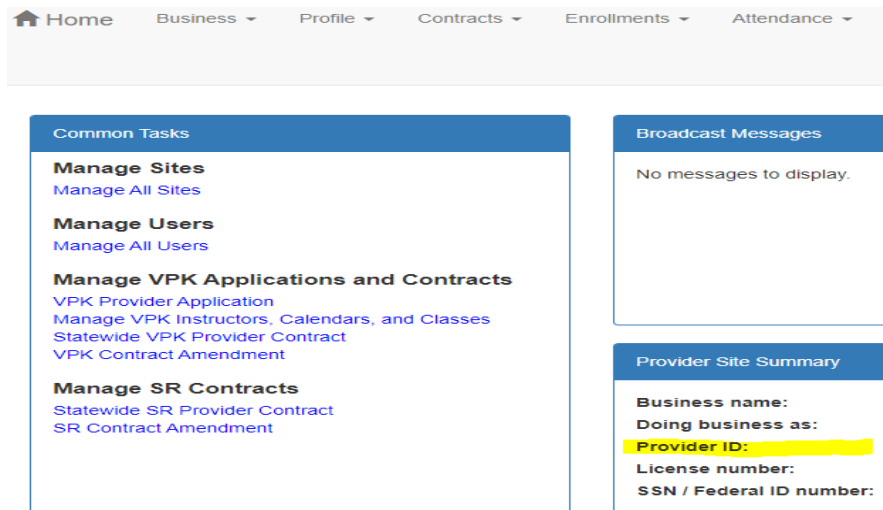 Home Business Profile Contracts Enrollments Attendance
Common Tasks
Manage Sites
Manage All Sites
Manage Users
Manage All Users
Manage VPK Applications and Contracts
VPK Provider Application
Manage VPK Instructors, Calendars, and Classes
Statewide VPK Provider Contract
VPK Contract Amendment
Manage SR Contracts
Statewide SR Provider Contract
SR Contract Amendment
Broadcast Messages
No messages to display.
Provider Site Summary
Business name:
Doing business as:
Provider ID:
License number:
SSN / Federal ID number: